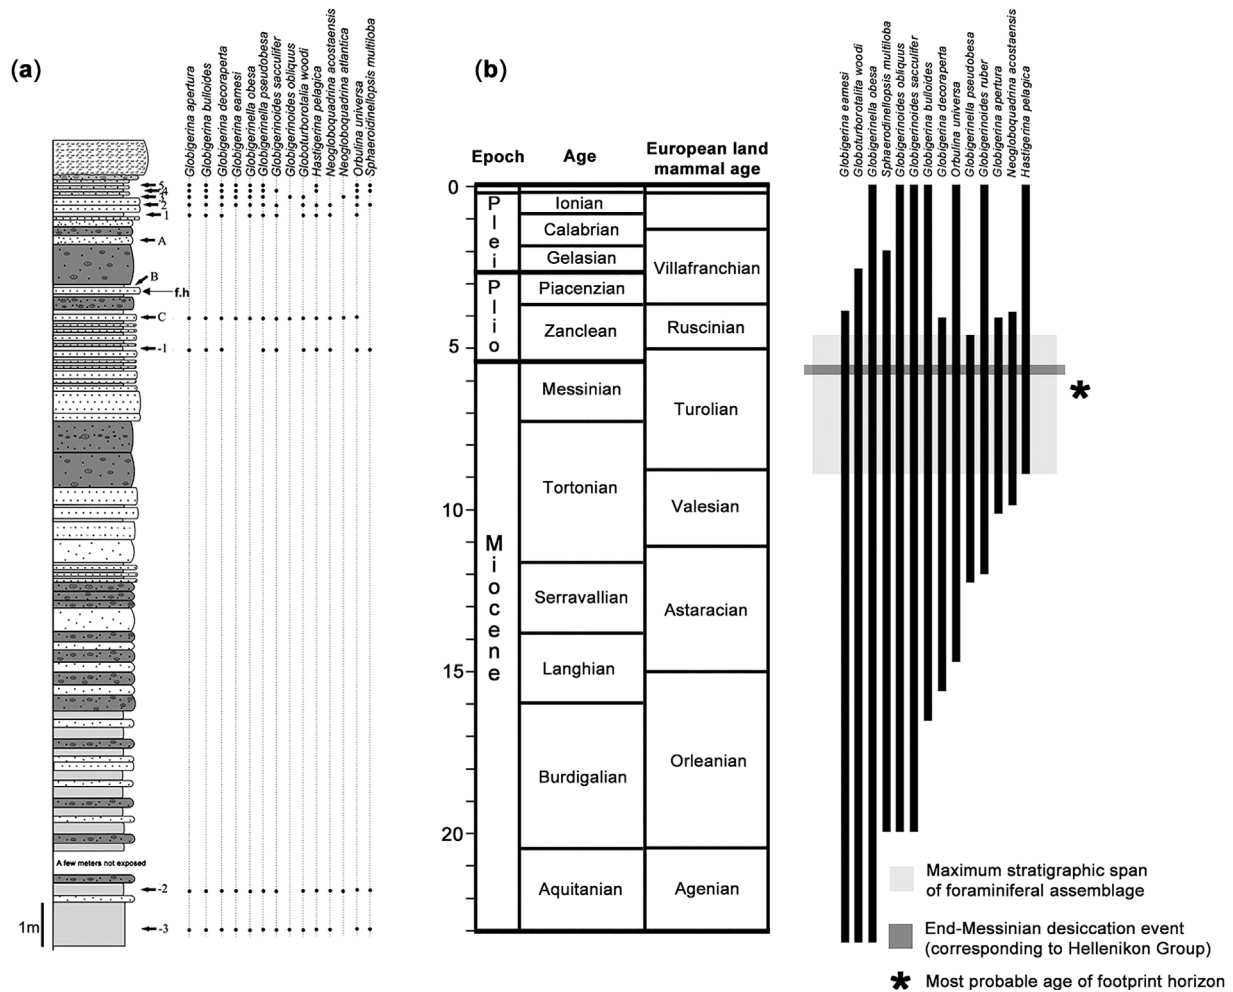 (a)
Globigerina apertura
Globigerina bulloides
Globigerina decoraperta
Globigerina eamesi
Globigerinella obesa
Globigerinella pseudobesa
Globigerinoides sacculifer
Globigerinoides obliquus
Globoturborotalia woodi
Hastigerina pelagica
Neogloboquadrina acostaensis
Neogloboquadrina atlantica
Orbulina universa
Sphaeroidinellopsis multiloba
5
4
3
2
1
A
B
f.h
C
-1
A few meters not exposed
-2
-3
1m
(b)
Epoch
Age
European land
mammal age
0
5
10
15
20
Plei
Plio
Miocene
Ionian
Calabrian
Gelasian
Piacenzian
Zanclean
Messinian
Tortonian
Serravallian
Langhian
Burdigalian
Aquitanian
Villafranchian
Ruscinian
Turolian
Valesian
Astaracian
Orleanian
Agenian
Globigerina eamesi
Globoturborotalita woodi
Globigerinella obesa
Sphaerodinellopsis multiloba
Globigerinoides obliquus
Globigerinoides sacculifer
Globigerina bulloides
Globigerina decoraperta
Orbulina universa
Globigerinella pseudobesa
Globigerinoides ruber
Globigerina apertura
Neogloboquadrina acostaensis
Hastigerina pelagica
*
Maximum stratigraphic span
of foraminiferal assemblage
End-Messinian desiccation event
(corresponding to Hellenikon Group)
* Most probable age of footprint horizon